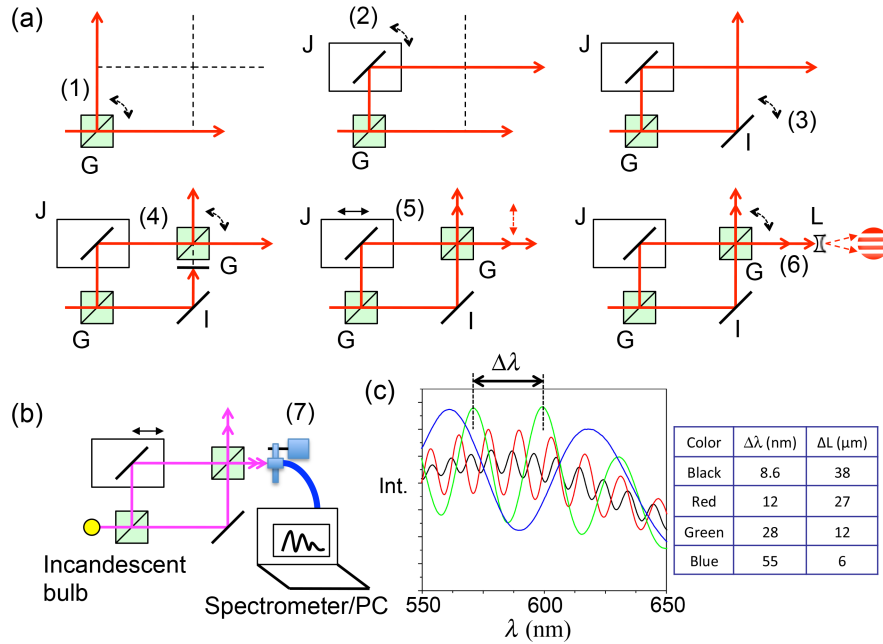 (a)
(1)
G
J
(2)
G
J
(3)
G
I
J
(4)
G
G
I
J
(5)
G
G
I
J
L
G
(6)
G
I
(b)
(7)
Incandescent
bulb
Spectrometer/PC
(c)
Δλ
Int.
550 600 650
λ (nm)
Color Δλ (nm) ΔL (μm)
Black 8.6 38
Red 12 27
Green 28 12
Blue 55 6